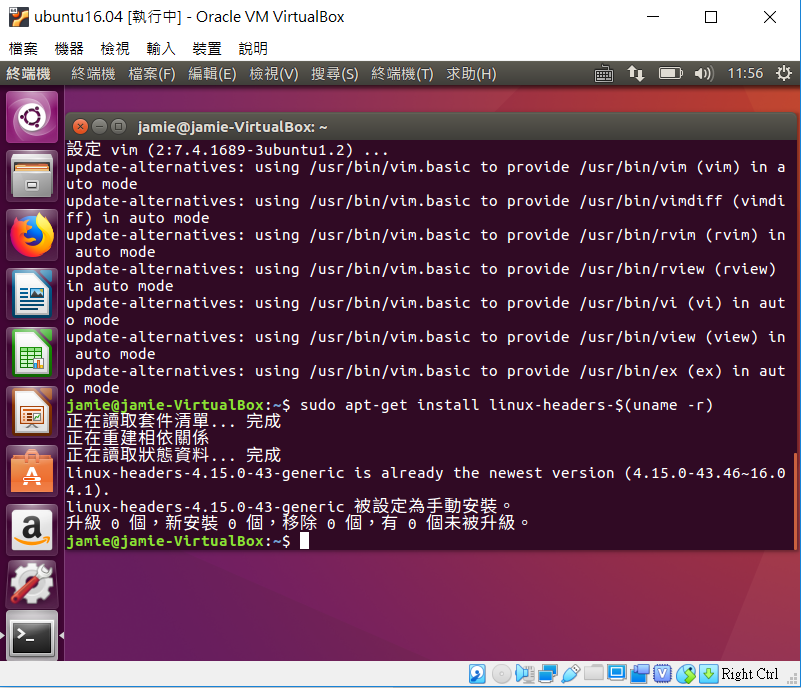 ubuntu16.04 [執行中] - Oracle VM VirtualBox
檔案 機器 檢視 輸入 裝置 說明
終端機 終端機 檔案(F) 編輯(E) 檢視(V) 搜尋(S) 終端機(T) 求助(H) 11:56
jamie@jamie-VirtualBox: ~
設定 vim (2:7.4.1689-3ubuntu1.2) ...
update-alternatives: using /usr/bin/vim.basic to provide /usr/bin/vim (vim) in a
uto mode
update-alternatives: using /usr/bin/vim.basic to provide /usr/bin/vimdiff (vimdi
ff) in auto mode
update-alternatives: using /usr/bin/vim.basic to provide /usr/bin/rvim (rvim) in
 auto mode
update-alternatives: using /usr/bin/vim.basic to provide /usr/bin/rview (rview)
in auto mode
update-alternatives: using /usr/bin/vim.basic to provide /usr/bin/vi (vi) in aut
o mode
update-alternatives: using /usr/bin/vim.basic to provide /usr/bin/view (view) in
 auto mode
update-alternatives: using /usr/bin/vim.basic to provide /usr/bin/ex (ex) in aut
o mode
jamie@jamie-VirtualBox:~$ sudo apt-get install linux-headers-$(uname -r)
正在讀取套件清單... 完成
正在重建相依關係
正在讀取狀態資料... 完成
linux-headers-4.15.0-43-generic is already the newest version (4.15.0-43.46~16.0
4.1).
linux-headers-4.15.0-43-generic 被設定為手動安裝。
升級 0 個，新安裝 0 個，移除 0 個，有 0 個未被升級。
jamie@jamie-VirtualBox:~$
Right Ctrl